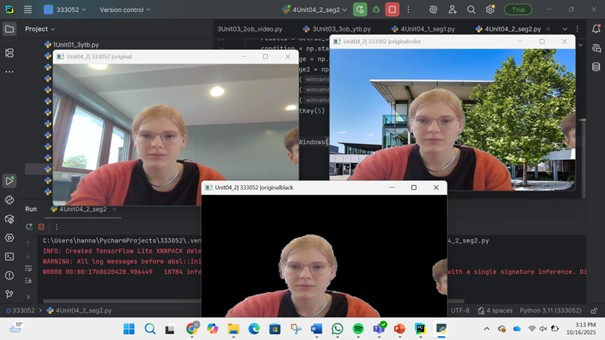 333052
Version control
4Unit04_2_seg2
Trial
Project
3Unit03_2ob_video.py
3Unit03_3ob_ytb.py
4Unit04_1_seg1.py
4Unit04_2_seg2.py
1Unit01_3ytb.py
Unit04_2| 333052 |original
Unit04_2| 333052 |originalcolor
Unit04_2| 333052 |originalblack
condition = np.sta
Windows(
Run
4Unit04_2_seg2
C:\Users\hanna\PycharmProjects\333052\.ven
4_2_seg2.py
INFO: Created TensorFlow Lite XNNPACK dele
WARNING: All log messages before absl::Ini
W0000 00:00:1760620428.906449 18784 infe
with a single signature inference. Di
333052
4Unit04_2_seg2.py
UTF-8
4 spaces
Python 3.11 (333052)
10°
3:13 PM
10/16/2025